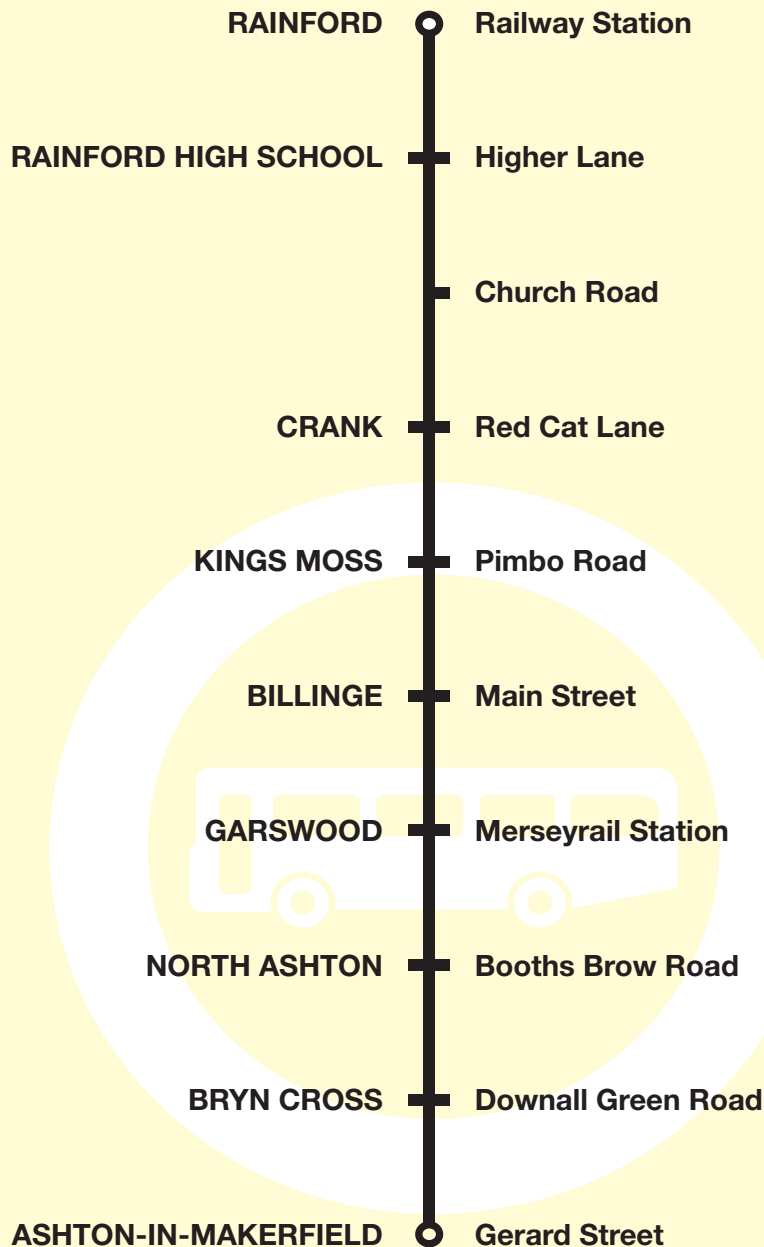 RAINFORD Railway Station
RAINFORD HIGH SCHOOL Higher Lane
Church Road
CRANK Red Cat Lane
KINGS MOSS Pimbo Road
BILLINGE Main Street
GARSWOOD Merseyrail Station
NORTH ASHTON Booths Brow Road
BRYN CROSS Downall Green Road
ASHTON-IN-MAKERFIELD Gerard Street